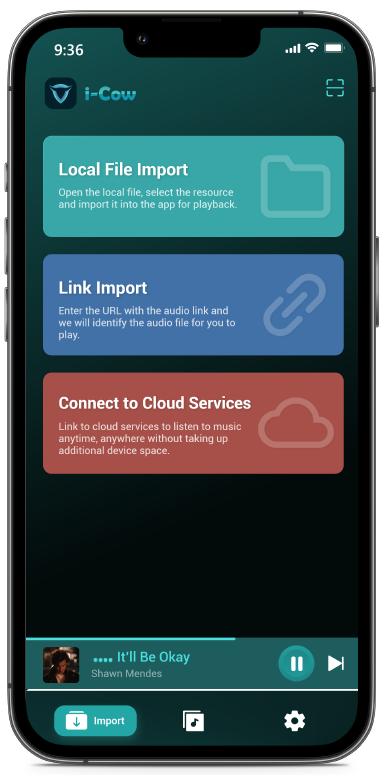 9:36
i-Cow
Local File Import
Open the local file, select the resource
and import it into the app for playback.
Link Import
Enter the URL with the audio link and
we will identify the audio file for you to
play.
Connect to Cloud Services
Link to cloud services to listen to music
anytime, anywhere without taking up
additional device space.
It'll Be Okay
Shawn Mendes
Import